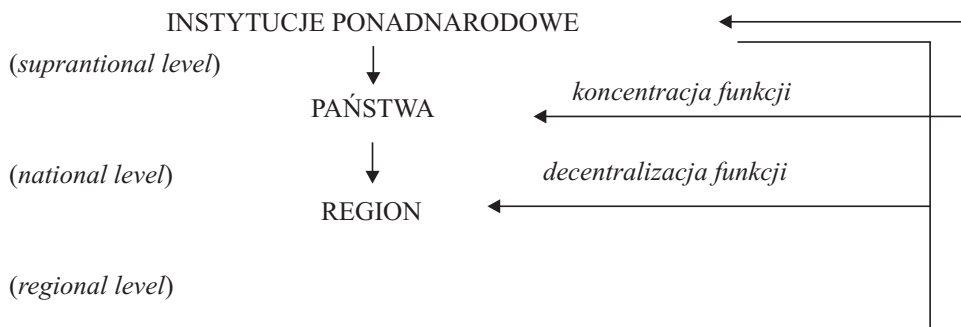 INSTYTUCJE PONADNARODOWE
(suprantional level)
koncentracja funkcji
PAŃSTWA
(national level)
decentralizacja funkcji
REGION
(regional level)